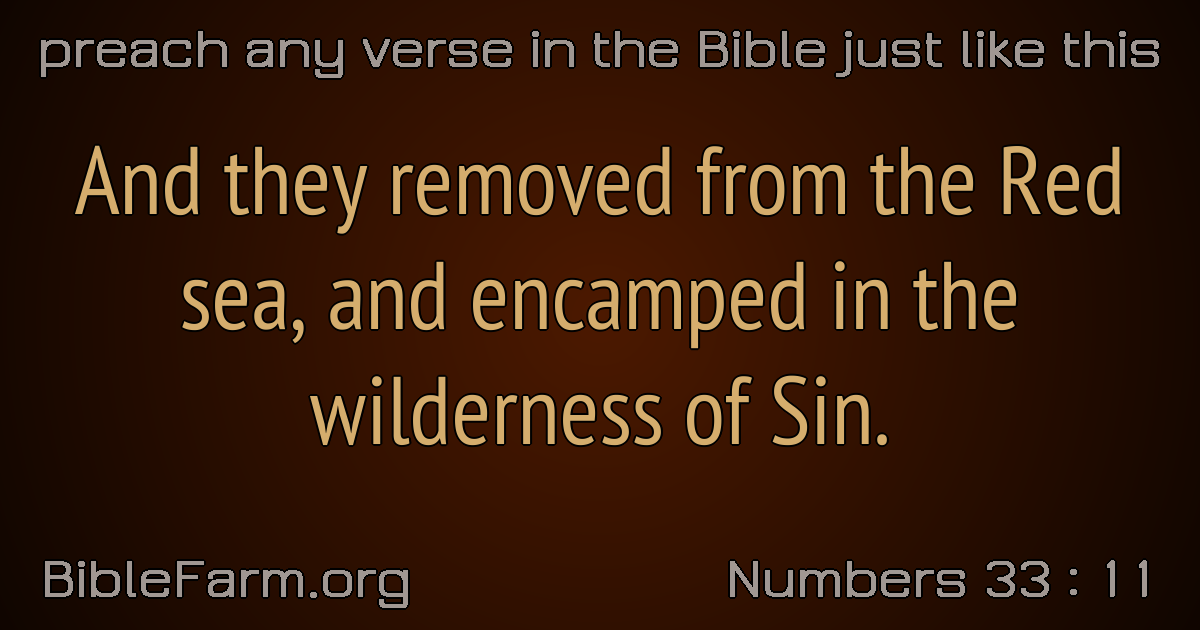 preach any verse in the Bible just like this
And they removed from the Red
sea, and encamped in the
wilderness of Sin.
BibleFarm.org
Numbers 33 : 11